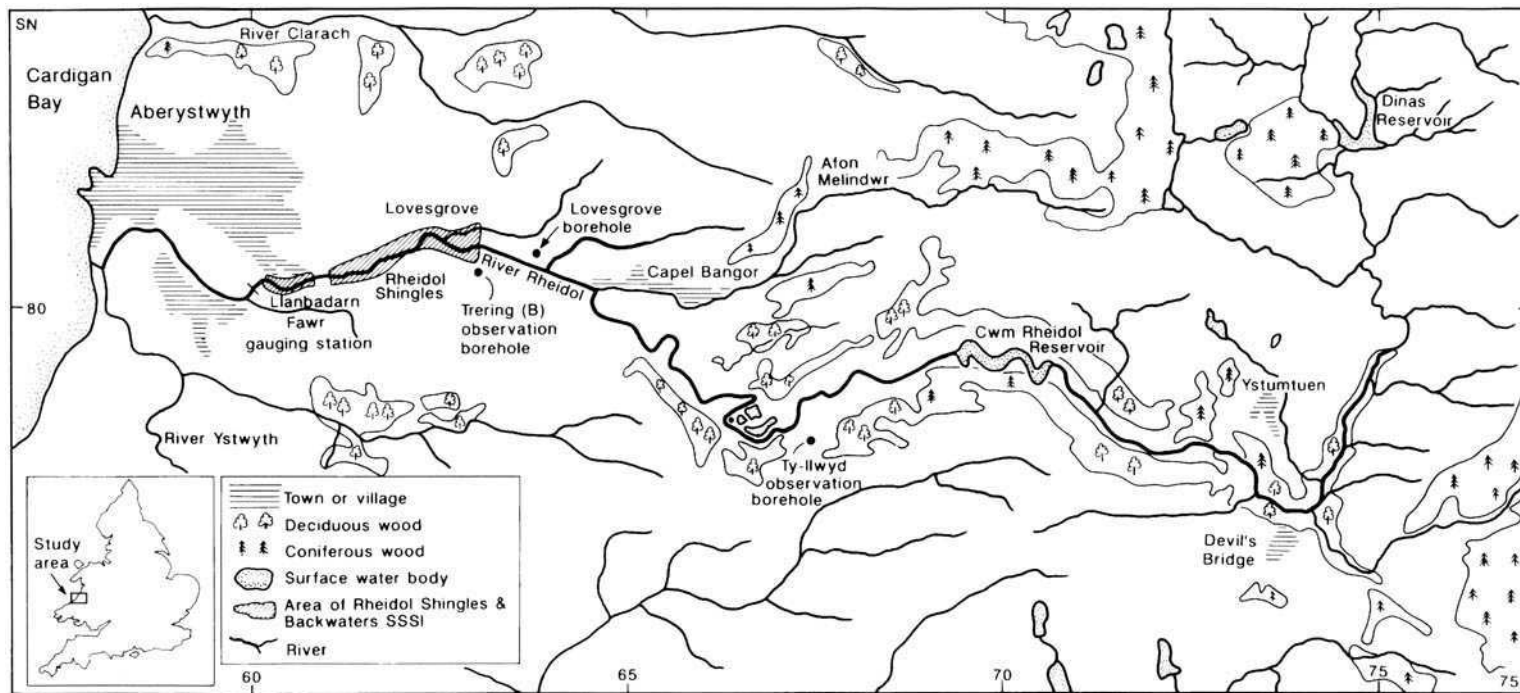 SN
65
70
75
River Clarach
Cardigan
Bay
Aberystwyth
Dinas
Reservoir
Afon
Melindwr
Lovesgrove
Lovesgrove
borehole
River Rheidol
Capel Bangor
Rheidol
Shingles
Llanbadarn
Fawr
gauging station
80
Trering (B)
observation
borehole
Cwm Rheidol
Reservoir
Ystumtuen
River Ystwyth
Ty-llwyd
observation
borehole
Devil's
Bridge
Study
area
Town or village
Deciduous wood
Coniferous wood
Surface water body
Area of Rheidol Shingles &
Backwaters SSSI
River
60
65
70
75
75